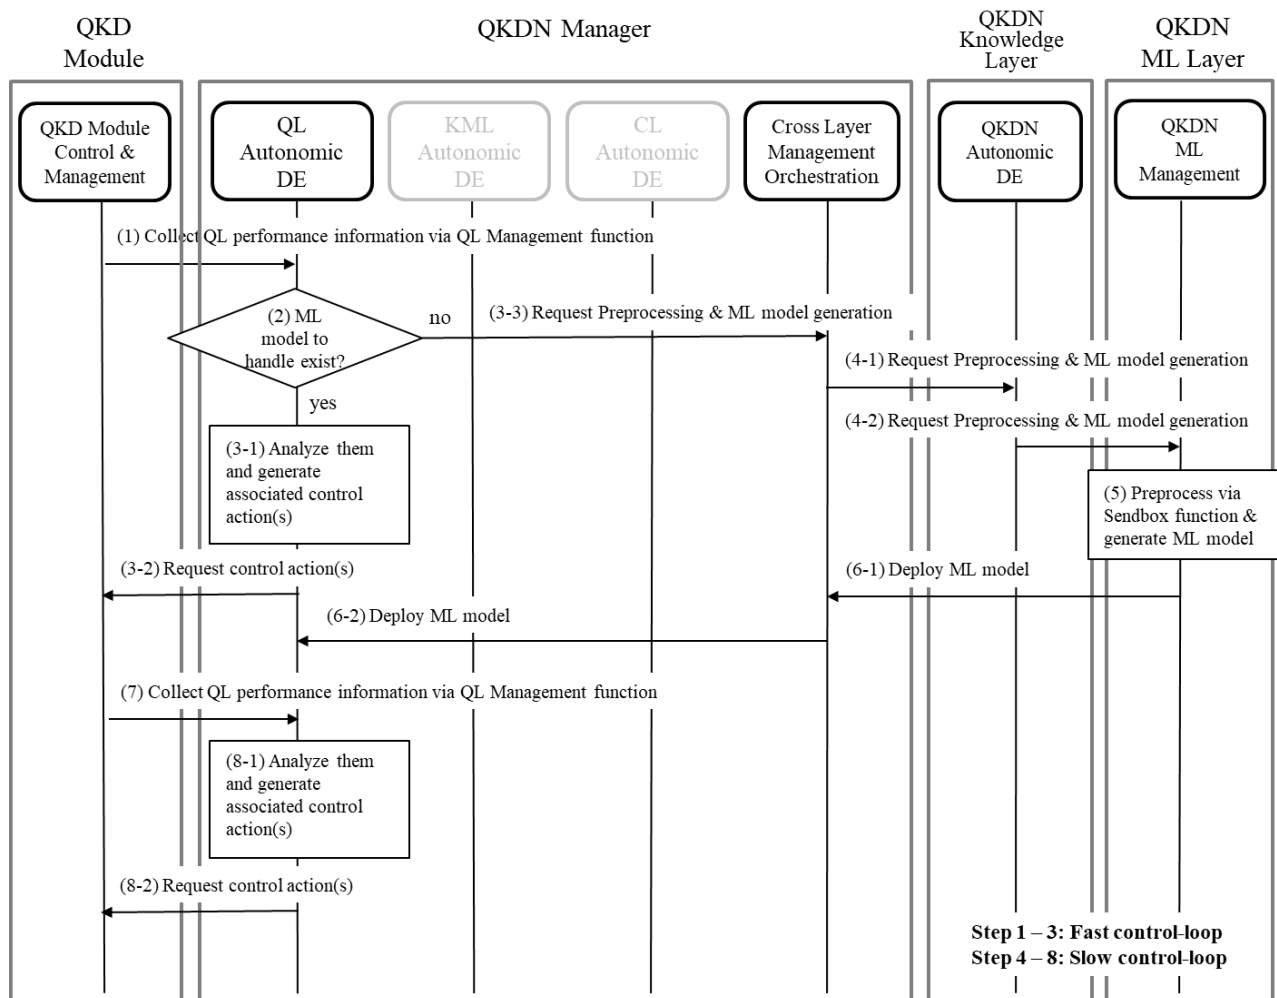 QKD
Module
QKDN Manager
QKDN
Knowledge
Layer
QKDN
ML Layer
QKD Module
Control &
Management
QL
Autonomic
DE
KML
Autonomic
DE
CL
Autonomic
DE
Cross Layer
Management
Orchestration
QKDN
Autonomic
DE
QKDN
ML
Management
(1) Collect QL performance information via QL Management function
(2) ML
model to
handle exist?
no
(3-3) Request Preprocessing & ML model generation
(4-1) Request Preprocessing & ML model generation
yes
(4-2) Request Preprocessing & ML model generation
(3-1) Analyze them
and generate
associated control
action(s)
(5) Preprocess via
Sendbox function &
generate ML model
(3-2) Request control action(s)
(6-1) Deploy ML model
(6-2) Deploy ML model
(7) Collect QL performance information via QL Management function
(8-1) Analyze them
and generate
associated control
action(s)
(8-2) Request control action(s)
Step 1 – 3: Fast control-loop
Step 4 – 8: Slow control-loop